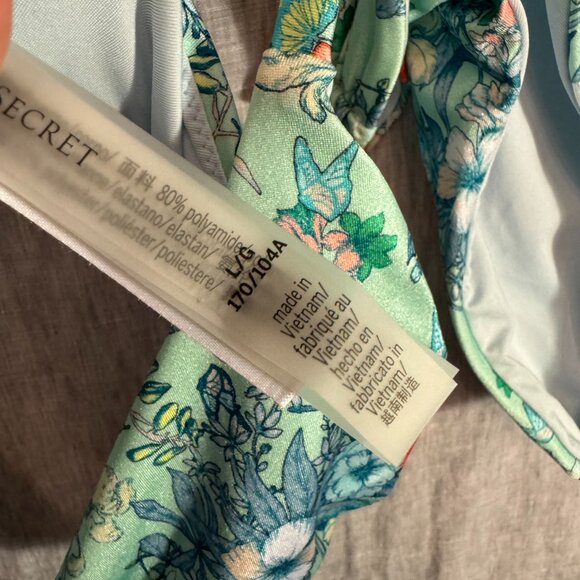 SECRET
面料 80% polyamide
elastano/elastan/
poliéster/poliestere/
L/G
170/104A
made in
Vietnam/
fabriqué au
Vietnam/
hecho en
Vietnam/
fabbricato in
Vietnam/
越南制造